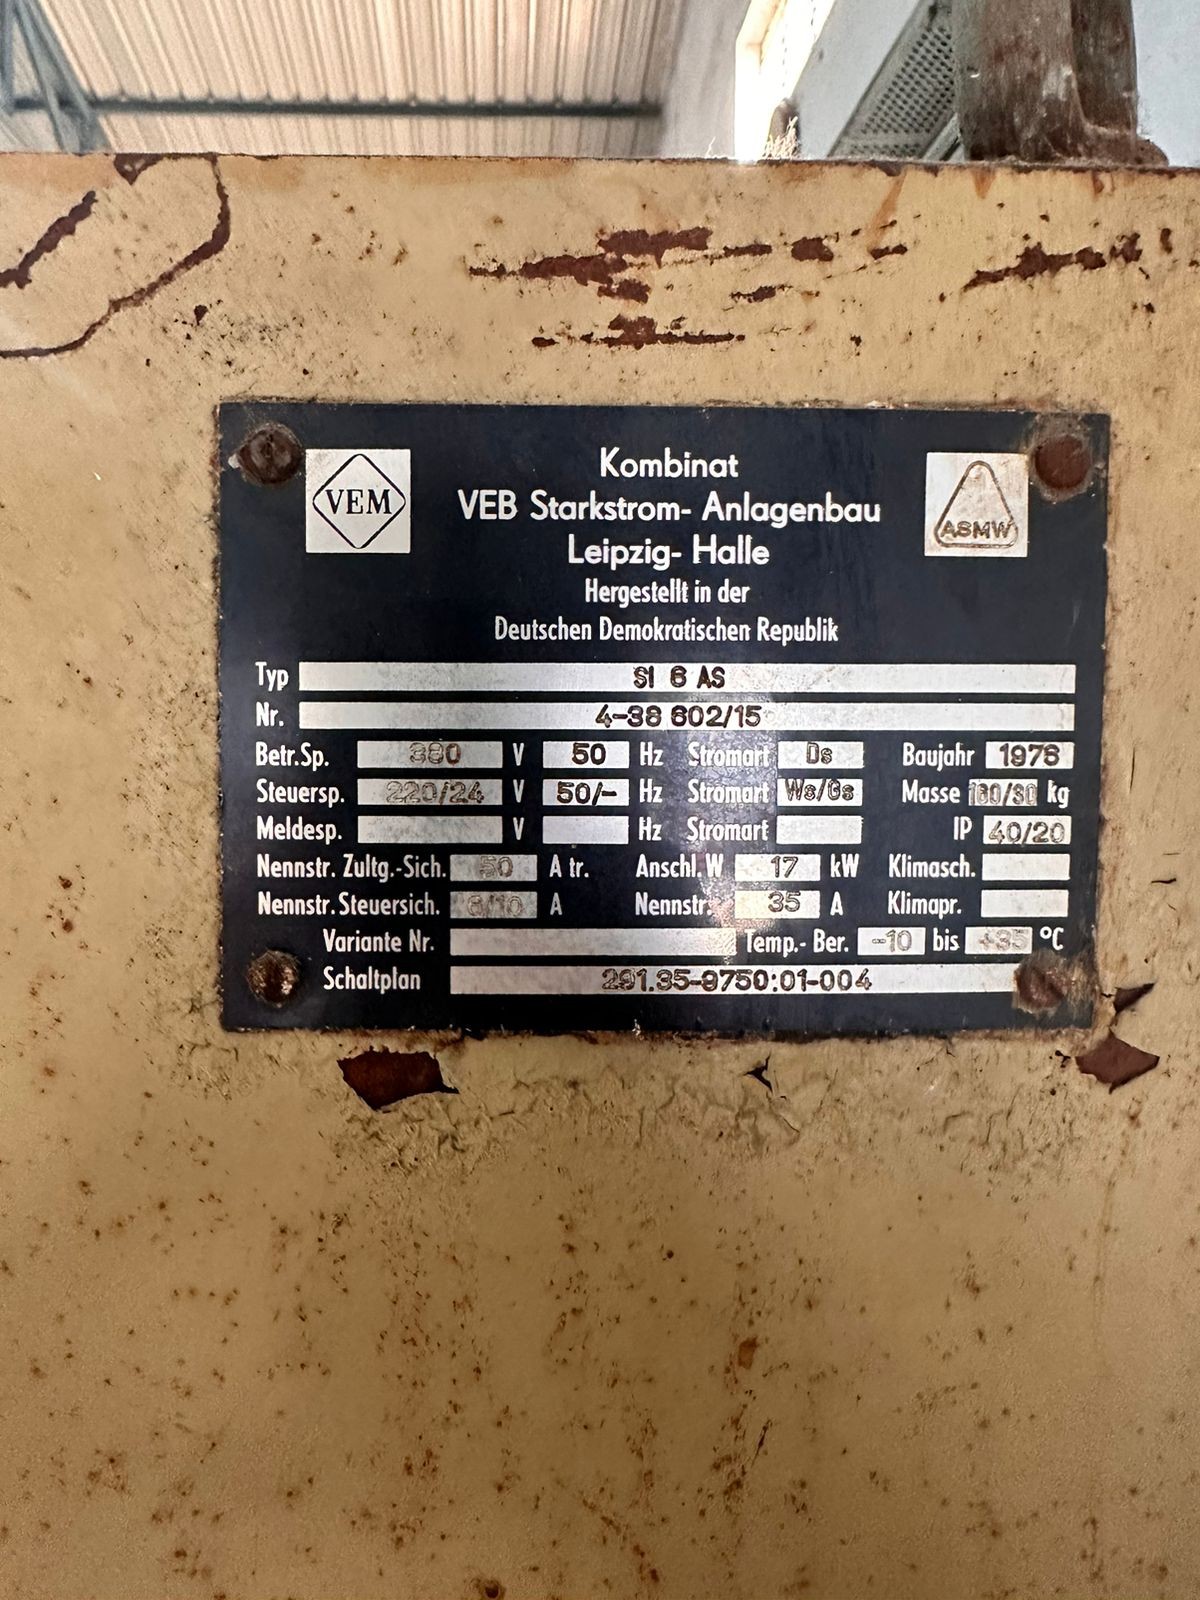 VEM
Kombinat
VEB Starkstrom- Anlagenbau
Leipzig- Halle
ASMW
Hergestellt in der
Deutschen Demokratischen Republik
Typ SI 6 AS
Nr. 4-38 602/15
Betr.Sp. 380 V 50 Hz Stromart Ds Baujahr 1978
Steuersp. 220/24 V 50/- Hz Stromart Ws/Gs Masse kg
Meldesp. V Hz Stromart IP 40/20
Nennstr. Zultg.-Sich. 50 A tr. Anschl. W 17 kW Klimasch.
Nennstr. Steuersich. A Nennstr. 35 A Klimapr.
Variante Nr. Temp.- Ber. -10 bis +35 °C
Schaltplan 291.35-9750:01-004